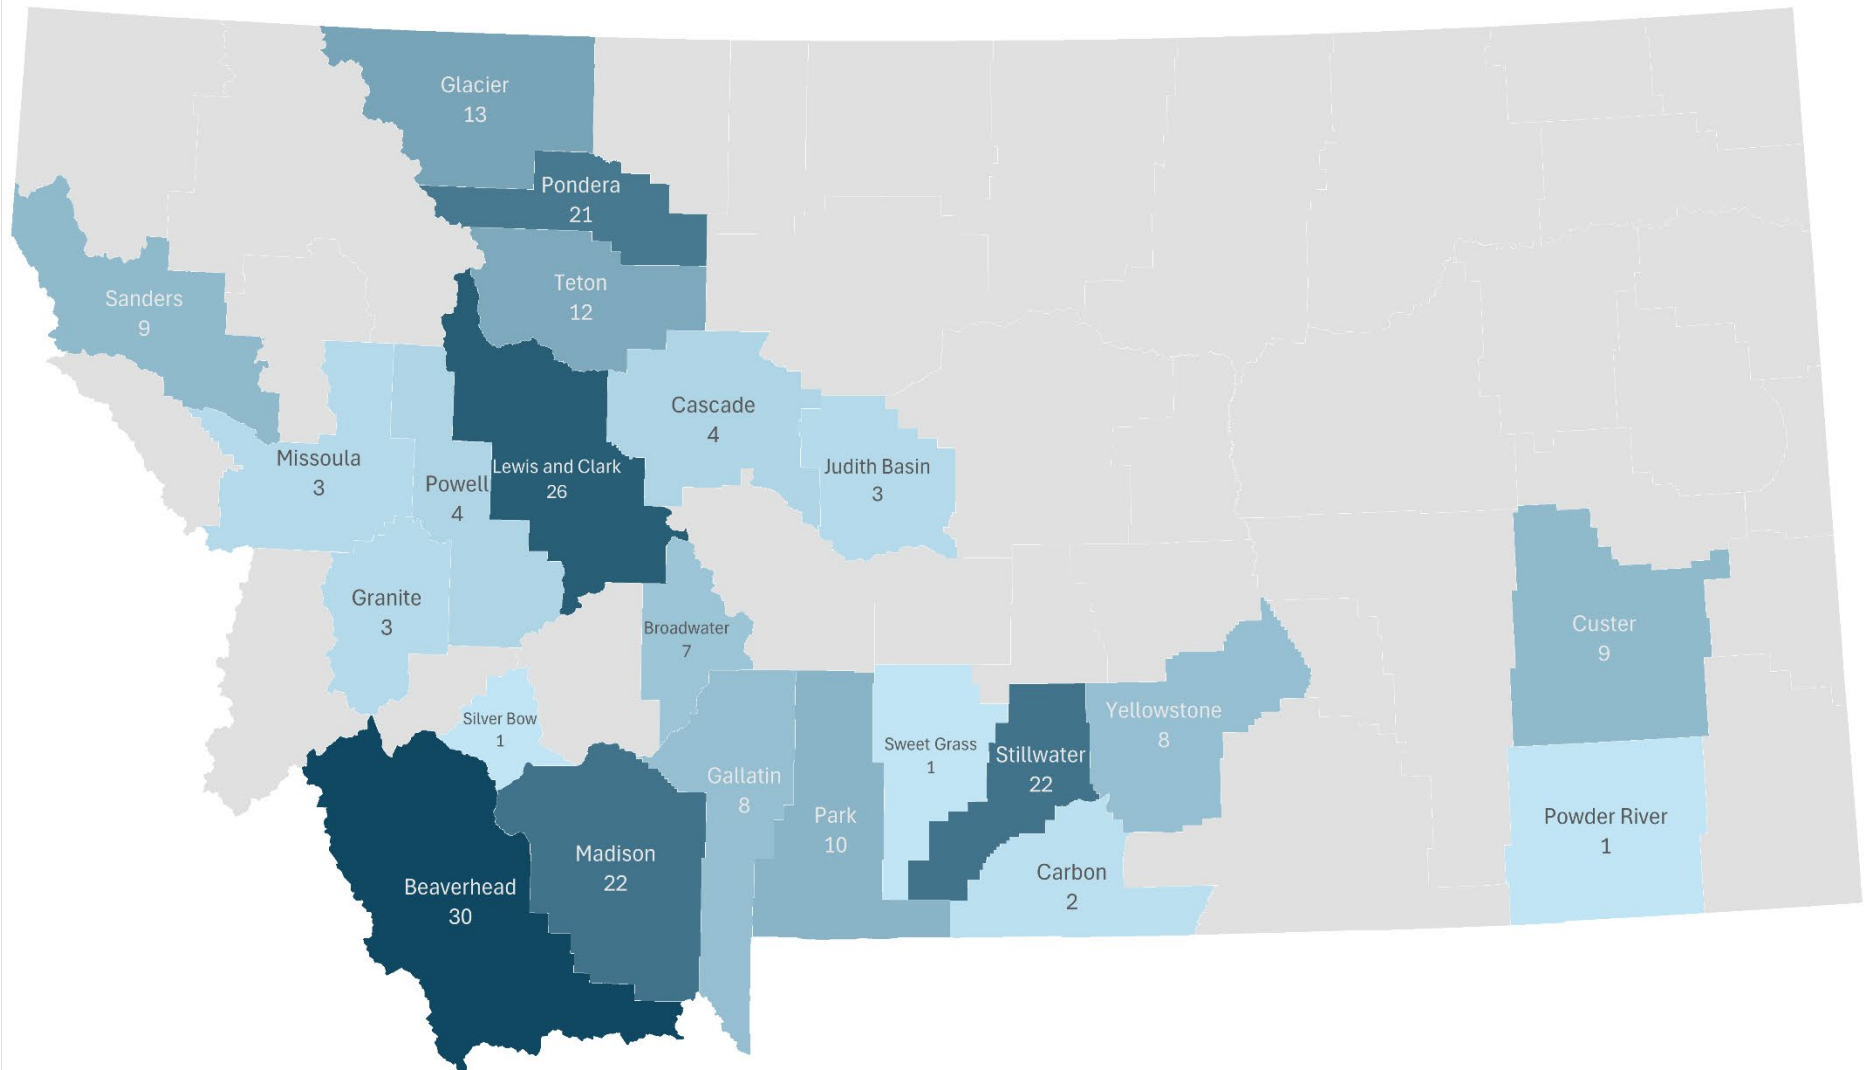 Glacier
13
Pondera
21
Teton
12
Sanders
9
Cascade
4
Missoula
3
Powell
4
Lewis and Clark
26
Judith Basin
3
Granite
3
Broadwater
7
Custer
9
Silver Bow
1
Gallatin
8
Park
10
Sweet Grass
1
Stillwater
22
Yellowstone
8
Powder River
1
Madison
22
Beaverhead
30
Carbon
2